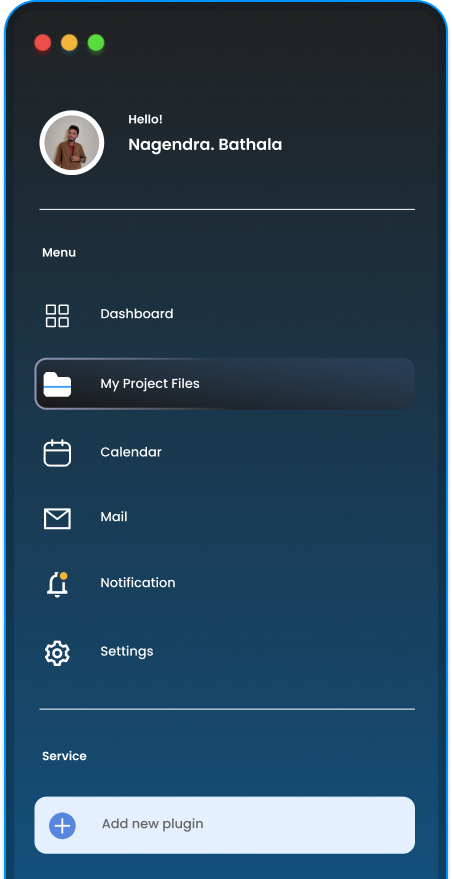 Hello!
Nagendra. Bathala
Menu
Dashboard
My Project Files
Calendar
Mail
Notification
Settings
Service
Add new plugin